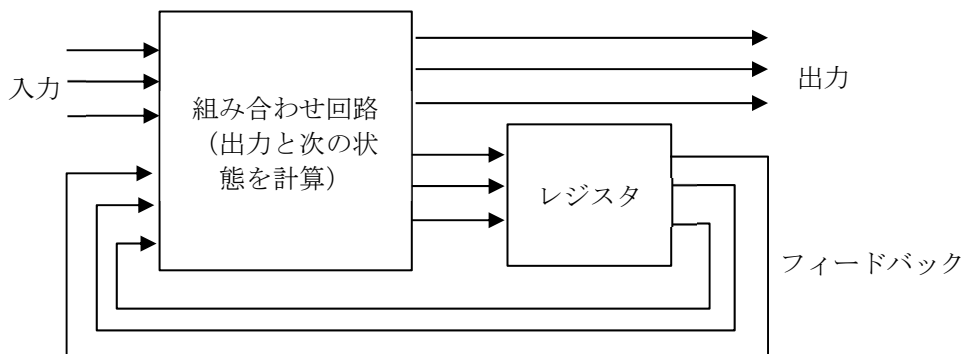 入力
組み合わせ回路
（出力と次の状
態を計算）
出力
レジスタ
フィードバック